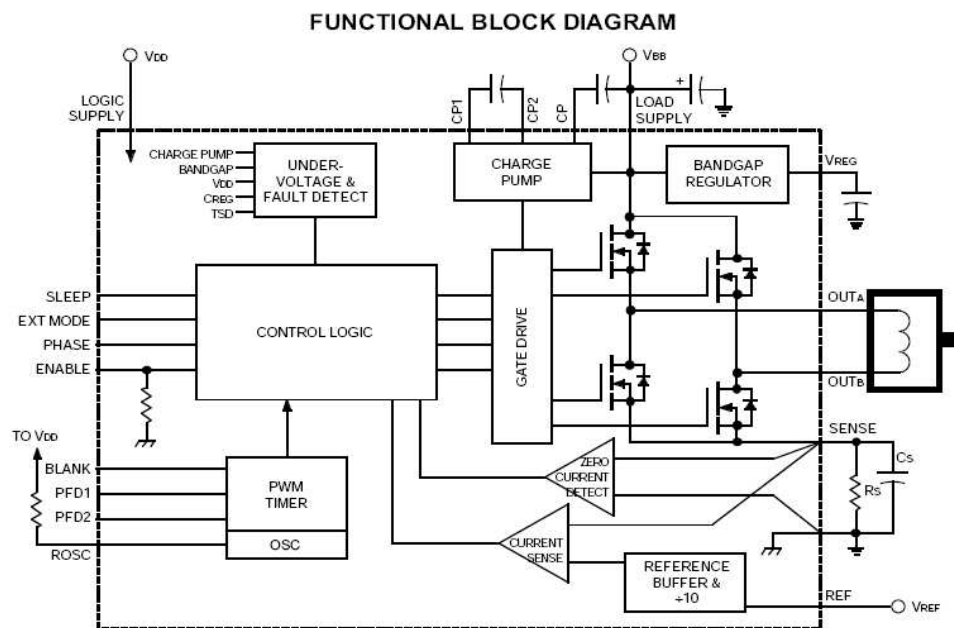 FUNCTIONAL BLOCK DIAGRAM
VDD
VBB
LOGIC
SUPPLY
CP1
CP2
CP
LOAD
SUPPLY
CHARGE PUMP
BANDGAP
VDD
CREG
TSD
UNDER-
VOLTAGE &
FAULT DETECT
CHARGE
PUMP
BANDGAP
REGULATOR
VREG
SLEEP
EXT MODE
PHASE
ENABLE
CONTROL LOGIC
GATE DRIVE
OUTA
OUTB
SENSE
TO VDD
BLANK
PFD1
PFD2
ROSC
PWM
TIMER
OSC
ZERO
CURRENT
DETECT
CURRENT
SENSE
CS
RS
REFERENCE
BUFFER &
÷10
REF
VREF